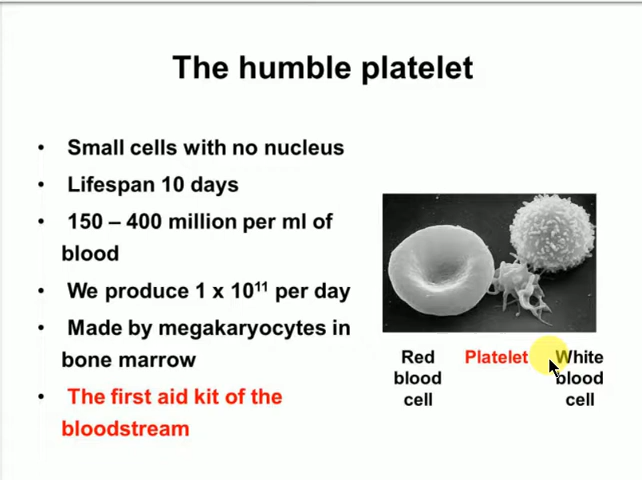 The humble platelet
• Small cells with no nucleus
• Lifespan 10 days
• 150 – 400 million per ml of
blood
• We produce 1 x 10¹¹ per day
• Made by megakaryocytes in
bone marrow
• The first aid kit of the
bloodstream
Red
blood
cell
Platelet
White
blood
cell